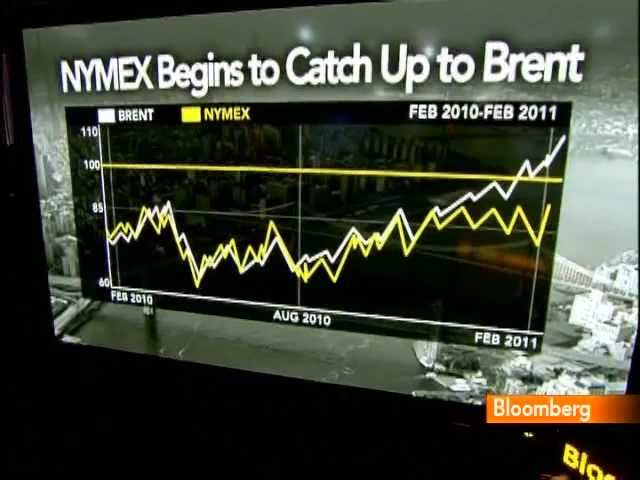 NYMEX Begins to Catch Up to Brent
BRENT NYMEX FEB 2010-FEB 2011
110
100
85
60
FEB 2010
AUG 2010
FEB 2011
Bloomberg